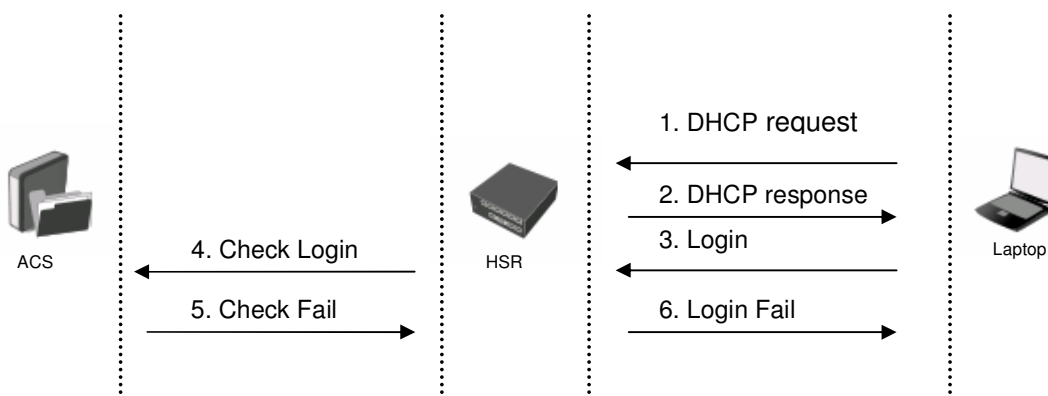 1. DHCP request
2. DHCP response
3. Login
4. Check Login
ACS
HSR
Laptop
5. Check Fail
6. Login Fail